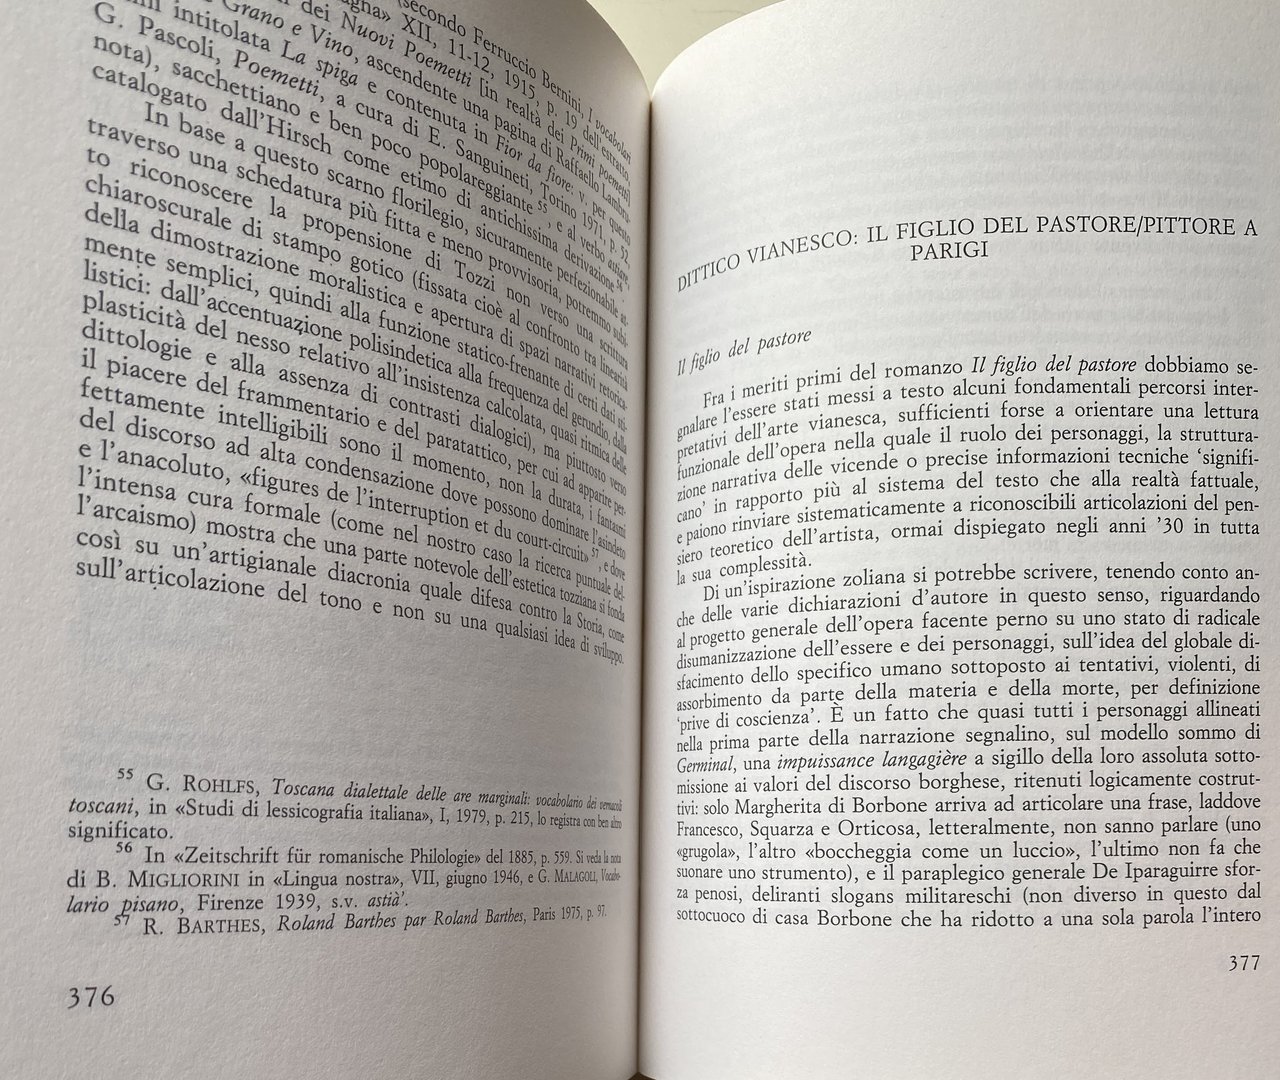 (secondo Ferruccio Bernini, I vocabolari
XII, 11-12, 1915, p. 19 dell'estratto
Grano e Vino, ascendente una pagina di Raffaello Lambru-
intitolata La spiga e contenuta in Fior da fiore: v. per questo
dei Nuovi Poemetti [in realtà dei Primi poemetti]
G. Pascoli, Poemetti, a cura di E. Sanguineti, Torino 1971, p. 52,
nota), sacchettiano e ben poco popolareggiante 55, e al verbo astiare,
catalogato dall'Hirsch come etimo di antichissima derivazione 56.
In base a questo scarno florilegio, sicuramente perfezionabile at-
traverso una schedatura più fitta e meno provvisoria, potremmo subi-
to riconoscere la propensione di Tozzi non verso una scrittura
chiaroscurale di stampo gotico (fissata cioè al confronto tra linearità
della dimostrazione moralistica e apertura di spazi narrativi retorica-
mente semplici, quindi alla funzione statico-frenante di certi dati sti-
listici: dall'accentuazione polisindetica alla frequenza del gerundio, dalla
plasticità del nesso relativo all'insistenza calcolata, quasi ritmica delle
dittologie e alla assenza di contrasti dialogici), ma piuttosto verso
il piacere del frammentario e del paratattico, per cui ad apparire per-
fettamente intelligibili sono il momento, non la durata, i fantasmi
del discorso ad alta condensazione dove possono dominare l'asindeto
e l'anacoluto, «figures de l'interruption et du court-circuit» 57, e dove
l'intensa cura formale (come nel nostro caso la ricerca puntuale del-
l'arcaismo) mostra che una parte notevole dell'estetica tozziana si fonda
così su un'artigianale diacronia quale difesa contro la Storia, come
sull'articolazione del tono e non su una qualsiasi idea di sviluppo.
55 G. ROHLFS, Toscana dialettale delle are marginali: vocabolario dei vernacoli
toscani, in «Studi di lessicografia italiana», I, 1979, p. 215, lo registra con ben altro
significato.
56 In «Zeitschrift für romanische Philologie» del 1885, p. 559. Si veda la nota
di B. MIGLIORINI in «Lingua nostra», VII, giugno 1946, e G. MALAGOLI, Vocabo-
lario pisano, Firenze 1939, s.v. astià'.
57 R. BARTHES, Roland Barthes par Roland Barthes, Paris 1975, p. 97.
376
DITTICO VIANESCO: IL FIGLIO DEL PASTORE/PITTORE A
PARIGI
Il figlio del pastore
Fra i meriti primi del romanzo Il figlio del pastore dobbiamo se-
gnalare l'essere stati messi a testo alcuni fondamentali percorsi inter-
pretativi dell'arte vianesca, sufficienti forse a orientare una lettura
funzionale dell'opera nella quale il ruolo dei personaggi, la struttura-
zione narrativa delle vicende o precise informazioni tecniche 'signifi-
cano' in rapporto più al sistema del testo che alla realtà fattuale,
e paiono rinviare sistematicamente a riconoscibili articolazioni del pen-
siero teoretico dell'artista, ormai dispiegato negli anni '30 in tutta
la sua complessità.
Di un'ispirazione zoliana si potrebbe scrivere, tenendo conto an-
che delle varie dichiarazioni d'autore in questo senso, riguardando
al progetto generale dell'opera facente perno su uno stato di radicale
disumanizzazione dell'essere e dei personaggi, sull'idea del globale di-
sfacimento dello specifico umano sottoposto ai tentativi, violenti, di
assorbimento da parte della materia e della morte, per definizione
'prive di coscienza'. È un fatto che quasi tutti i personaggi allineati
nella prima parte della narrazione segnalino, sul modello sommo di
Germinal, una impuissance langagière a sigillo della loro assoluta sotto-
missione ai valori del discorso borghese, ritenuti logicamente costrut-
tivi: solo Margherita di Borbone arriva ad articolare una frase, laddove
Francesco, Squarza e Orticosa, letteralmente, non sanno parlare (uno
«grugola», l'altro «boccheggia come un luccio», l'ultimo non fa che
suonare uno strumento), e il paraplegico generale De Iparaguirre sfor-
za penosi, deliranti slogans militareschi (non diverso in questo dal
sottocuoco di casa Borbone che ha ridotto a una sola parola l'intero
377